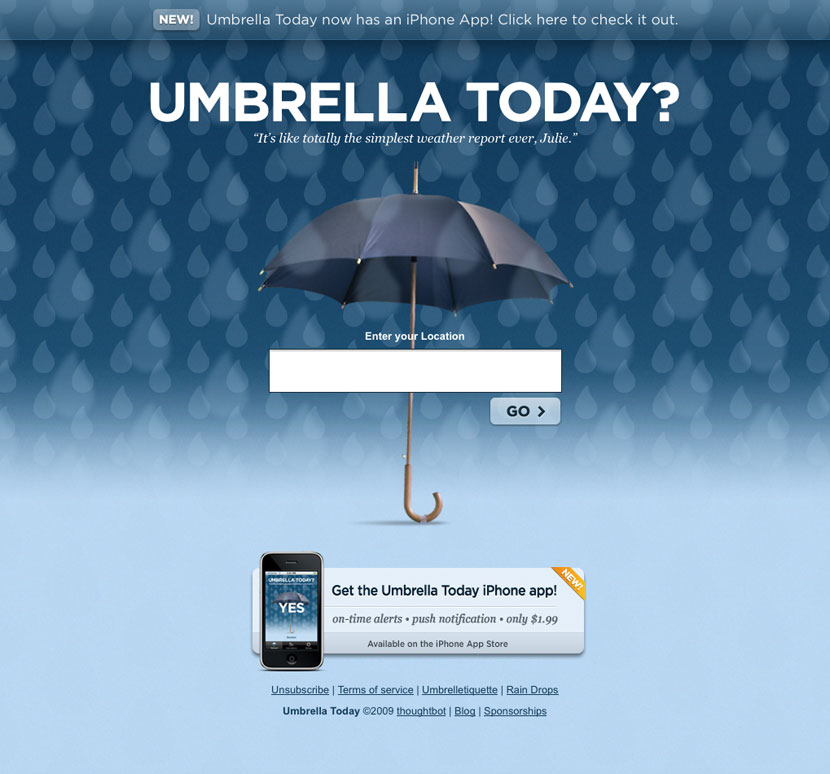 NEW! Umbrella Today now has an iPhone App! Click here to check it out.
UMBRELLA TODAY?
“It’s like totally the simplest weather report ever, Julie.”
Enter your Location
GO
NEW!
Get the Umbrella Today iPhone app!
UMBRELLA TODAY?
YES
on-time alerts • push notification • only $1.99
Available on the iPhone App Store
Unsubscribe | Terms of service | Umbrelletiquette | Rain Drops
Umbrella Today ©2009 thoughtbot | Blog | Sponsorships